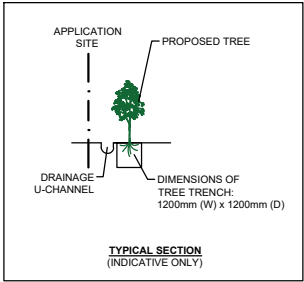 APPLICATION
SITE
PROPOSED TREE
DRAINAGE
U-CHANNEL
DIMENSIONS OF
TREE TRENCH:
1200mm (W) x 1200mm (D)
TYPICAL SECTION
(INDICATIVE ONLY)